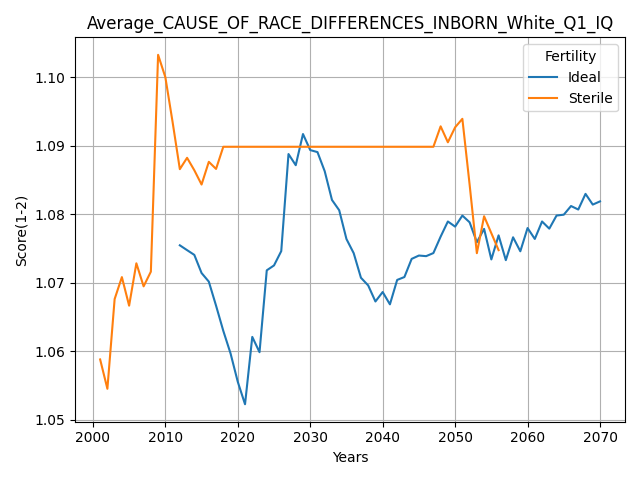 Average_CAUSE_OF_RACE_DIFFERENCES_INBORN_White_Q1_IQ
Fertility
Ideal
Sterile
Score(1-2)
1.10
1.09
1.08
1.07
1.06
1.05
2000
2010
2020
2030
2040
2050
2060
2070
Years